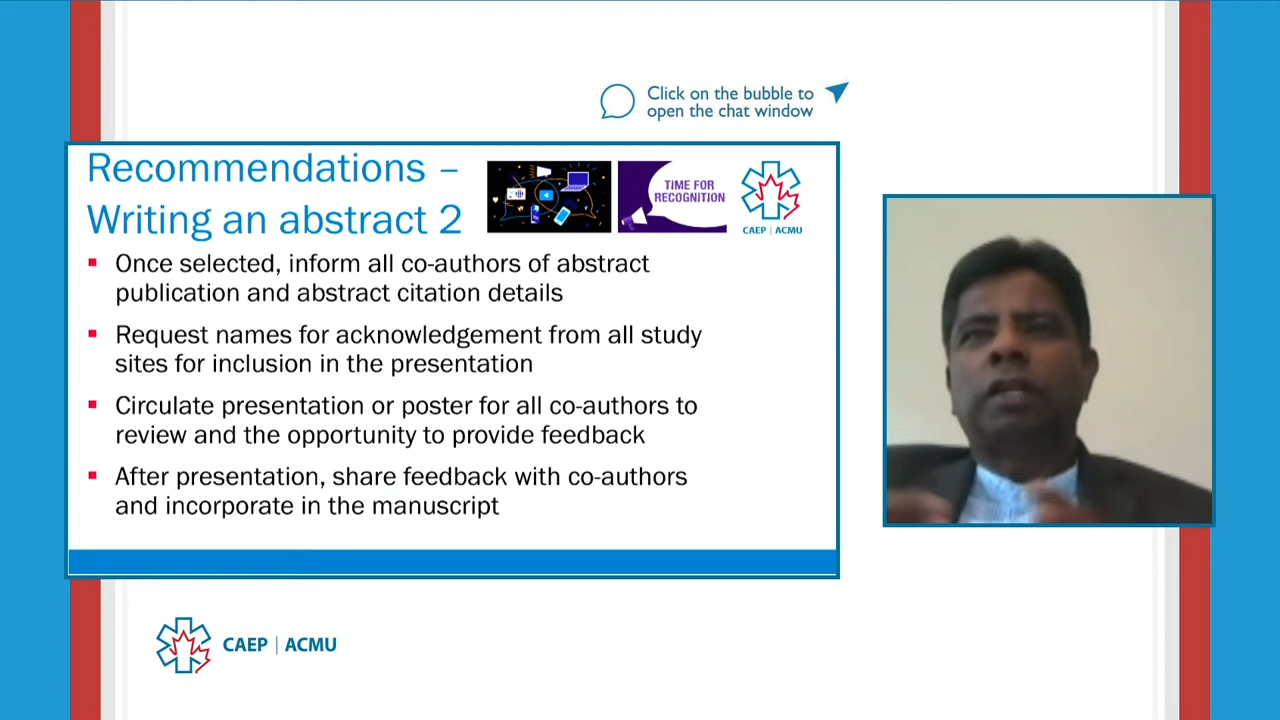 Click on the bubble to
open the chat window
Recommendations –
Writing an abstract 2
TIME FOR
RECOGNITION
CAEP | ACMU
▪ Once selected, inform all co-authors of abstract
publication and abstract citation details
▪ Request names for acknowledgement from all study
sites for inclusion in the presentation
▪ Circulate presentation or poster for all co-authors to
review and the opportunity to provide feedback
▪ After presentation, share feedback with co-authors
and incorporate in the manuscript
CAEP | ACMU